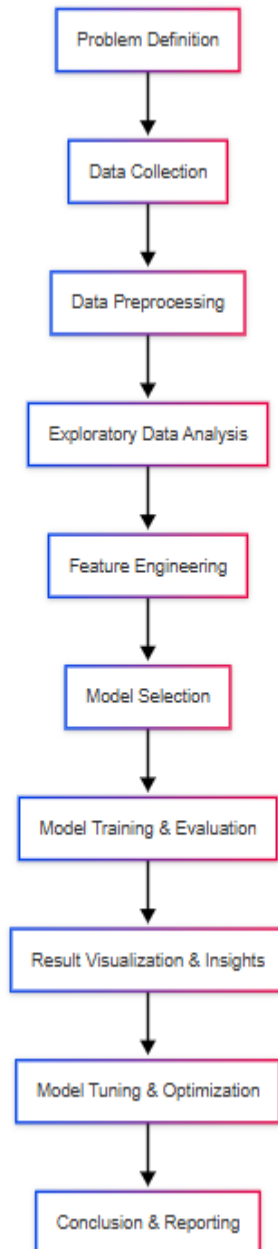 Problem Definition
Data Collection
Data Preprocessing
Exploratory Data Analysis
Feature Engineering
Model Selection
Model Training & Evaluation
Result Visualization & Insights
Model Tuning & Optimization
Conclusion & Reporting